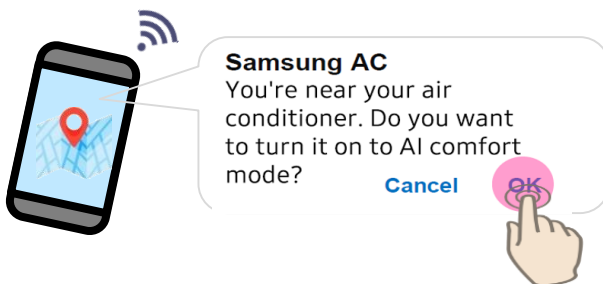 Samsung AC
You're near your air
conditioner. Do you want
to turn it on to AI comfort
mode?
Cancel OK